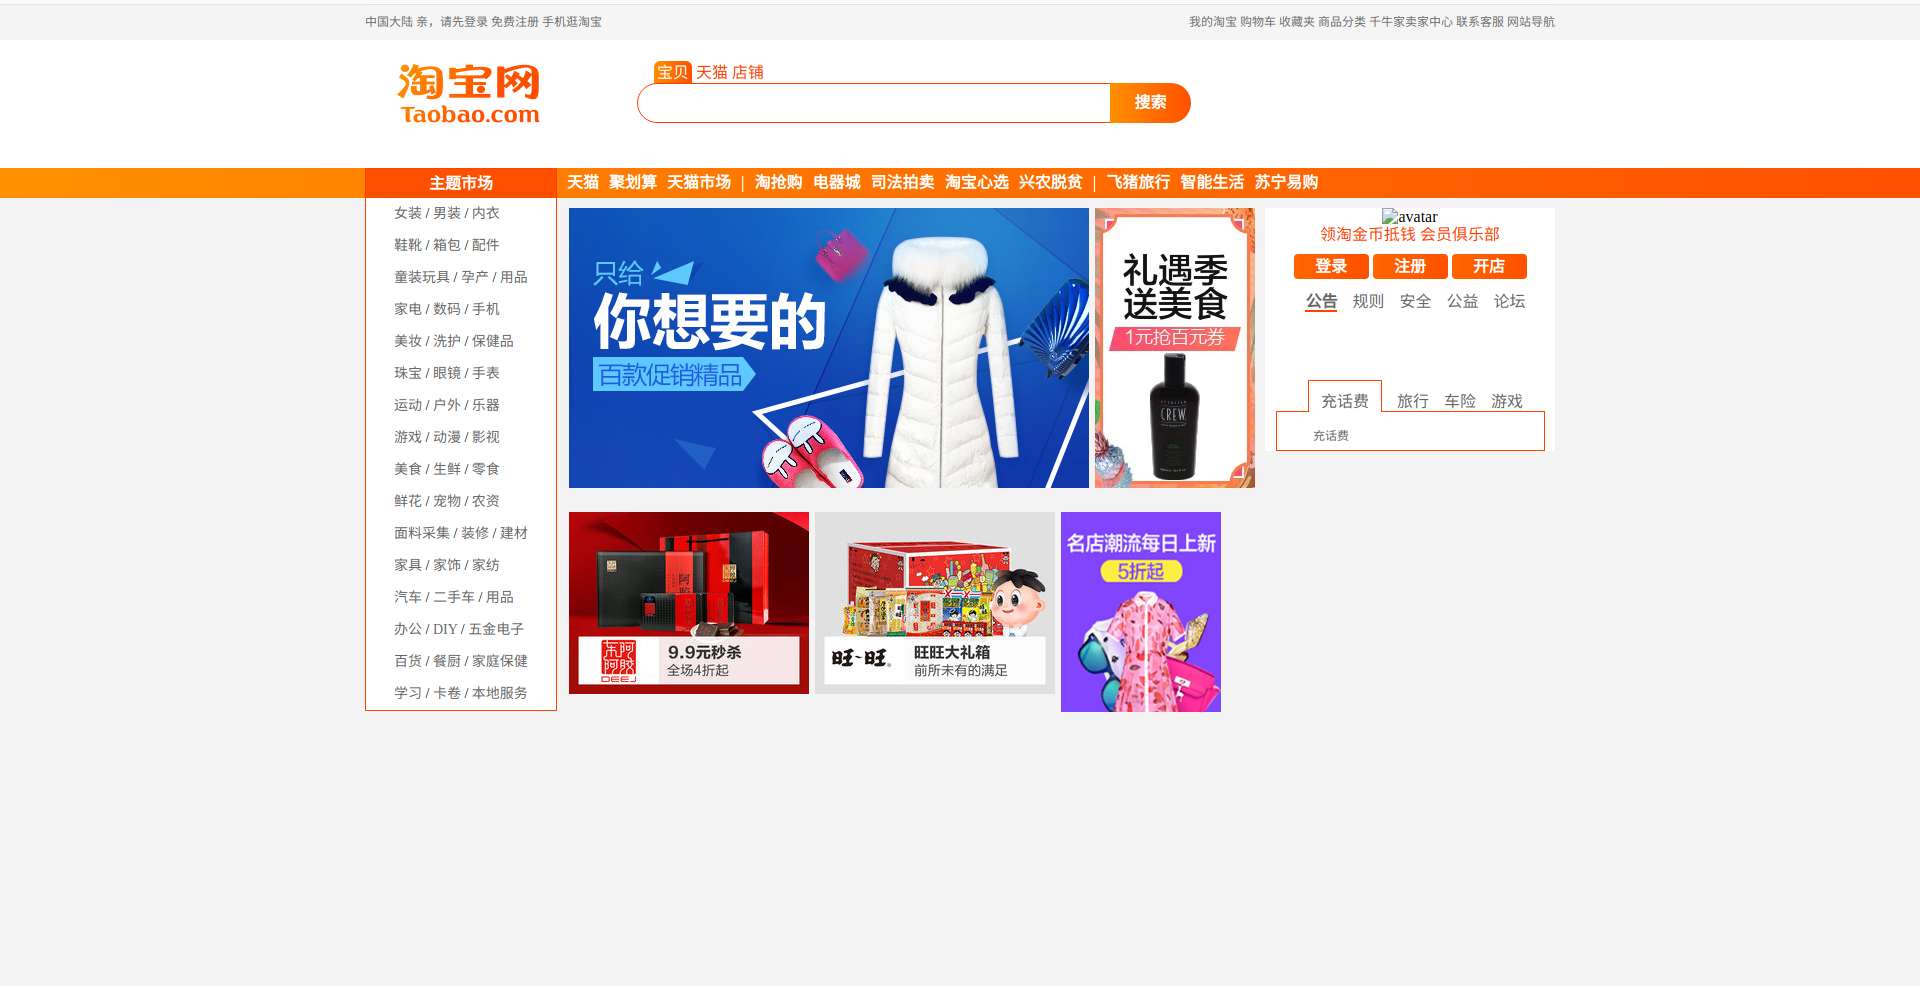 中国大陆 亲，请先登录 免费注册 手机逛淘宝
我的淘宝 购物车 收藏夹 商品分类 千牛家卖家中心 联系客服 网站导航
淘宝网
Taobao.com
宝贝 天猫 店铺
搜索
主题市场
天猫 聚划算 天猫市场 | 淘抢购 电器城 司法拍卖 淘宝心选 兴农脱贫 | 飞猪旅行 智能生活 苏宁易购
女装 / 男装 / 内衣
鞋靴 / 箱包 / 配件
童装玩具 / 孕产 / 用品
家电 / 数码 / 手机
美妆 / 洗护 / 保健品
珠宝 / 眼镜 / 手表
运动 / 户外 / 乐器
游戏 / 动漫 / 影视
美食 / 生鲜 / 零食
鲜花 / 宠物 / 农资
面料采集 / 装修 / 建材
家具 / 家饰 / 家纺
汽车 / 二手车 / 用品
办公 / DIY / 五金电子
百货 / 餐厨 / 家庭保健
学习 / 卡卷 / 本地服务
只给
你想要的
百款促销精品
礼遇季
送美食
1元抢百元券
CREW
avatar
领淘金币抵钱 会员俱乐部
登录 注册 开店
公告 规则 安全 公益 论坛
充话费 旅行 车险 游戏
充话费
阿胶
东阿阿胶
DEEJ
9.9元秒杀
全场4折起
旺~旺
旺旺大礼箱
前所未有的满足
名店潮流每日上新
5折起